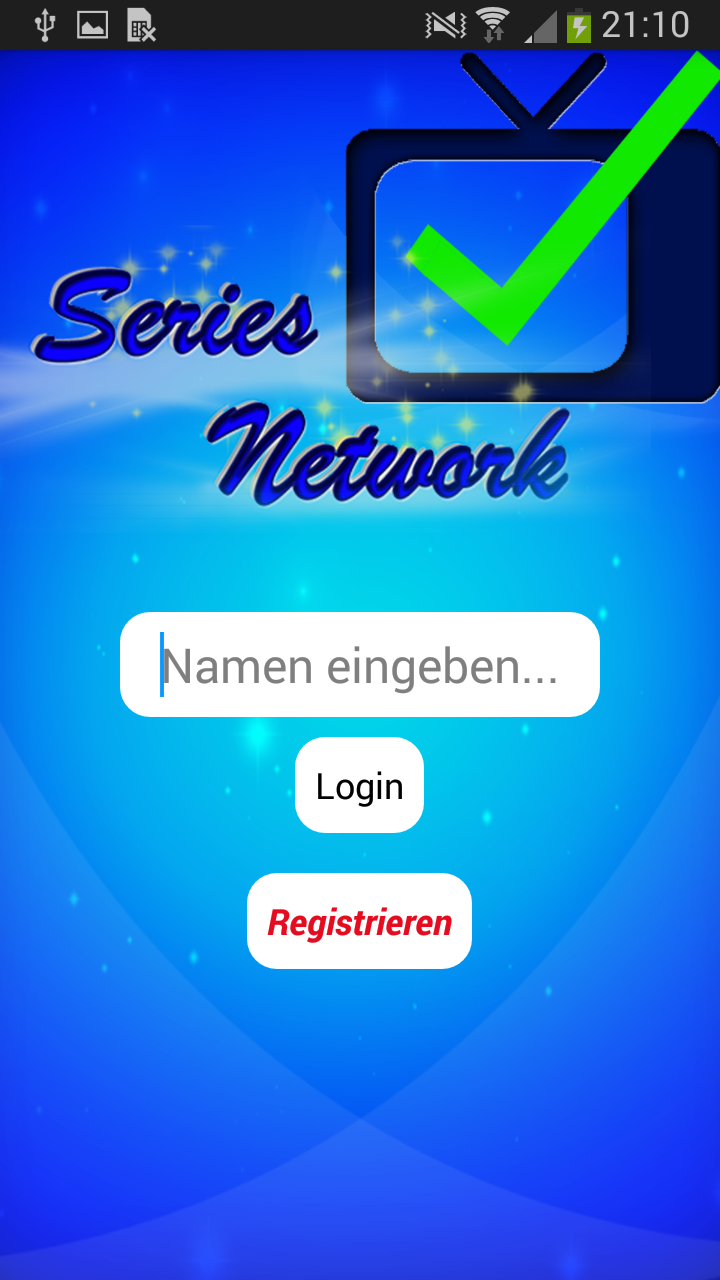 21:10
Series
Network
Namen eingeben...
Login
Registrieren